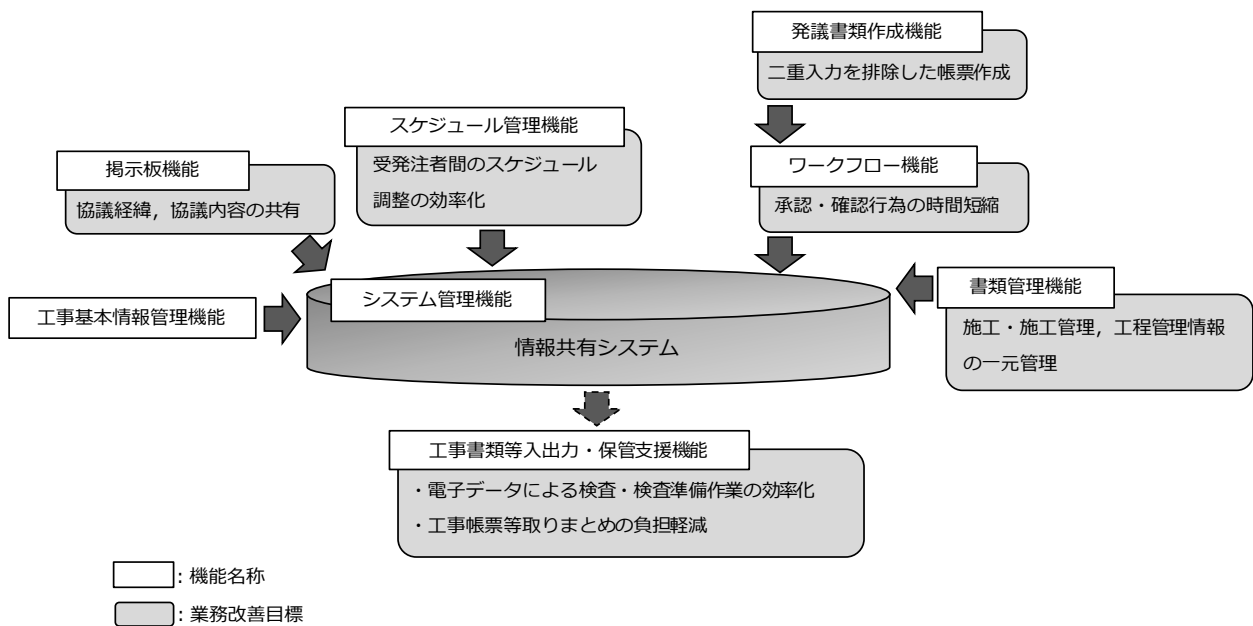 発議書類作成機能
二重入力を排除した帳票作成
スケジュール管理機能
受発注者間のスケジュール
調整の効率化
掲示板機能
協議経緯，協議内容の共有
ワークフロー機能
承認・確認行為の時間短縮
工事基本情報管理機能
システム管理機能
情報共有システム
書類管理機能
施工・施工管理，工程管理情報
の一元管理
工事書類等入出力・保管支援機能
・電子データによる検査・検査準備作業の効率化
・工事帳票等取りまとめの負担軽減
：機能名称
：業務改善目標